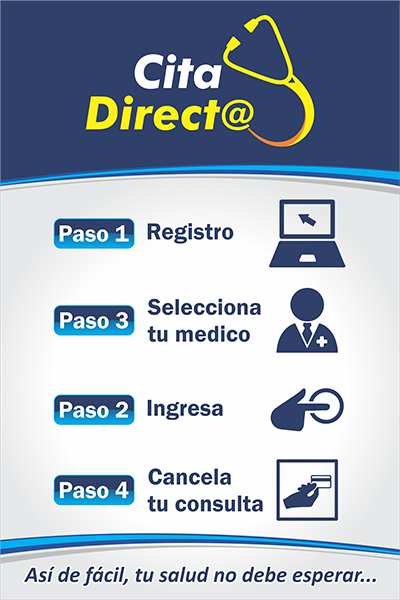 Cita
Direct@
Paso 1 Registro
Paso 3 Selecciona
tu medico
Paso 2 Ingresa
Paso 4 Cancela
tu consulta
Así de fácil, tu salud no debe esperar...